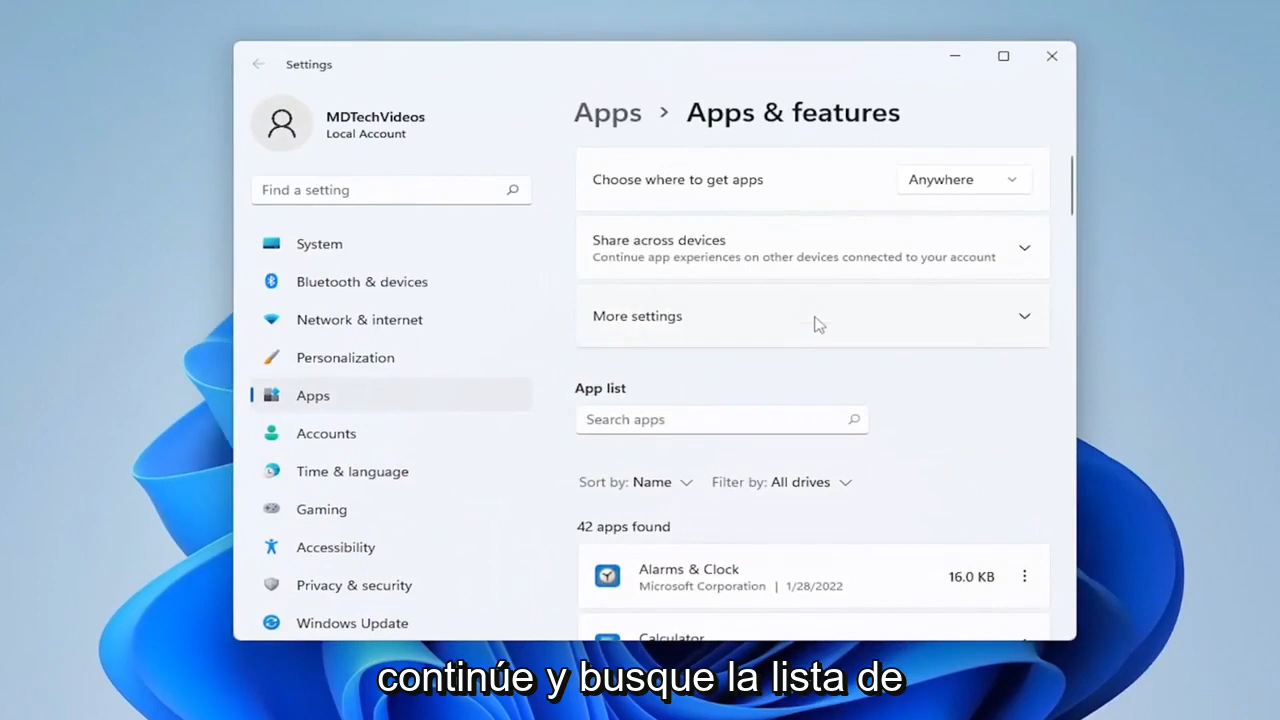 Settings
MDTechVideos
Local Account
Find a setting
System
Bluetooth & devices
Network & internet
Personalization
Apps
Accounts
Time & language
Gaming
Accessibility
Privacy & security
Windows Update
Apps > Apps & features
Choose where to get apps Anywhere
Share across devices
Continue app experiences on other devices connected to your account
More settings
App list
Search apps
Sort by: Name Filter by: All drives
42 apps found
Alarms & Clock 16.0 KB
Microsoft Corporation | 1/28/2022
Calculator
continúe y busque la lista de